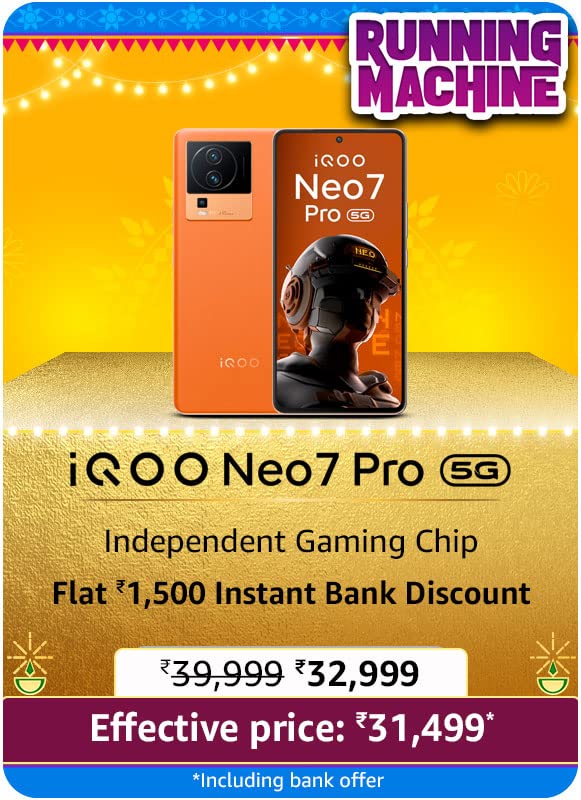 RUNNING
MACHINE
iQOO
Neo7
Pro 5G
NEO
iQOO
iQOO Neo7 Pro 5G
Independent Gaming Chip
Flat ₹1,500 Instant Bank Discount
₹39,999 ₹32,999
Effective price: ₹31,499*
*Including bank offer